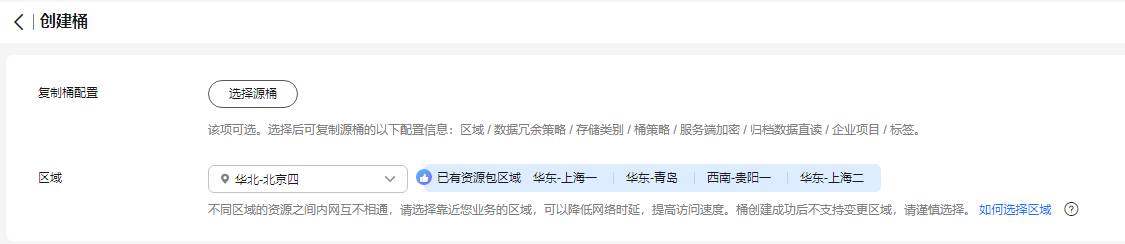 创建桶
复制桶配置
选择源桶
该项可选。选择后可复制源桶的以下配置信息：区域 / 数据冗余策略 / 存储类别 / 桶策略 / 服务端加密 / 归档数据直读 / 企业项目 / 标签。
区域
华北-北京四
已有资源包区域 华东-上海一 华东-青岛 西南-贵阳一 华东-上海二
不同区域的资源之间内网互不相通，请选择靠近您业务的区域，可以降低网络时延，提高访问速度。桶创建成功后不支持变更区域，请谨慎选择。 如何选择区域